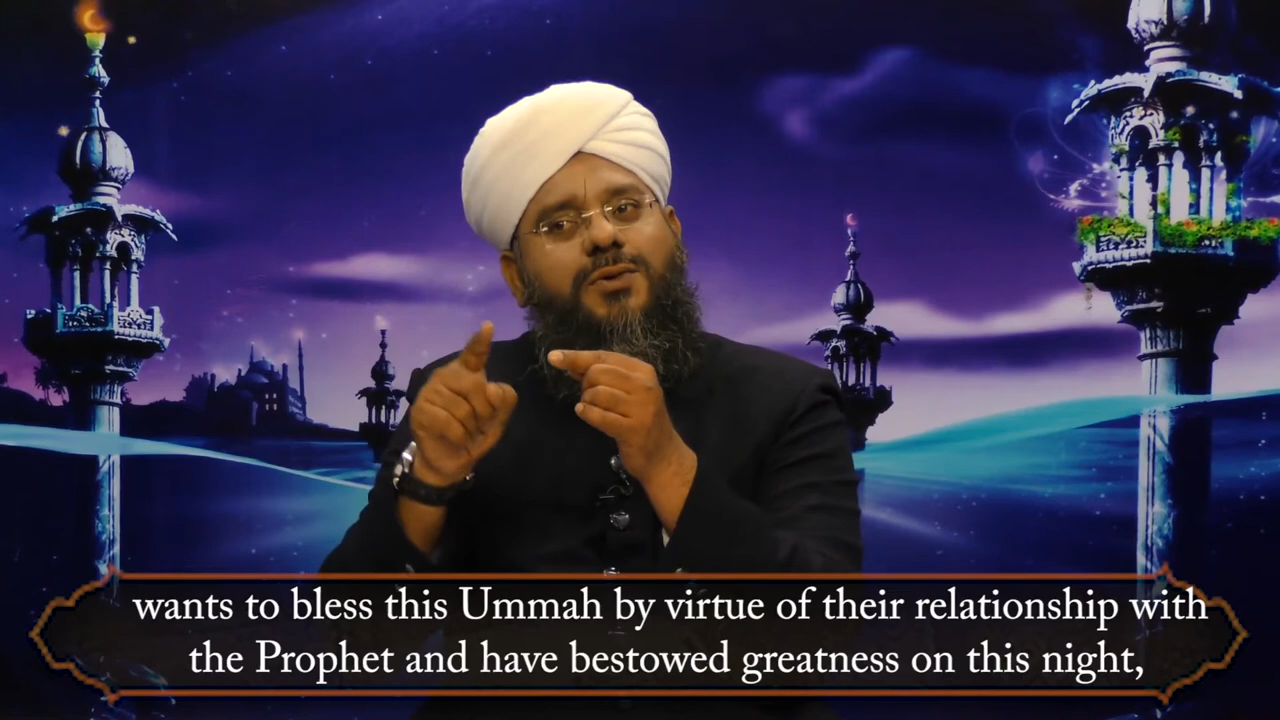 wants to bless this Ummah by virtue of their relationship with
the Prophet and have bestowed greatness on this night,